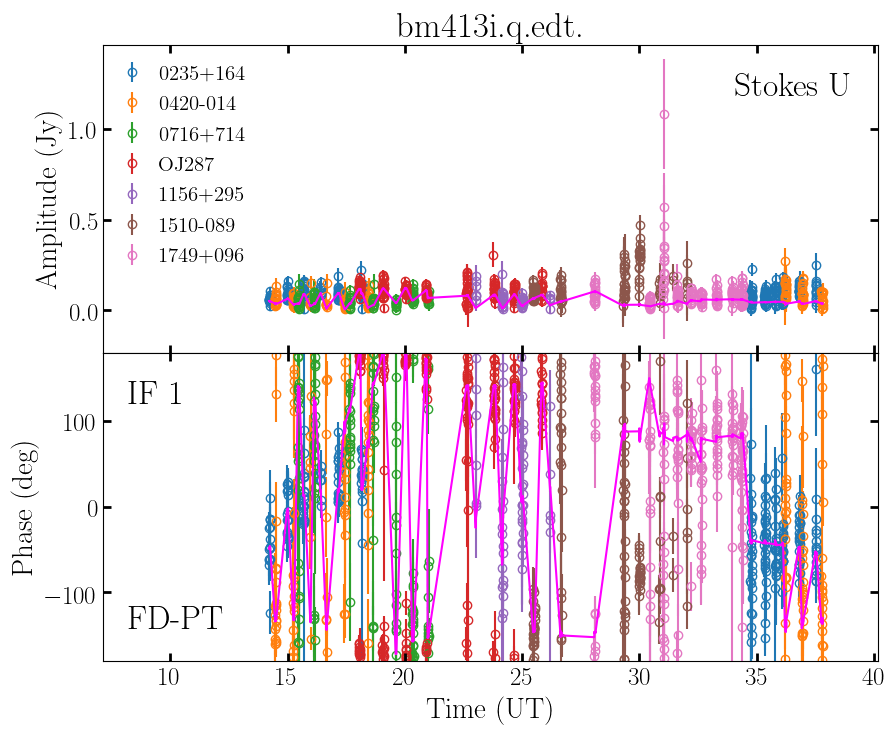 bm413i.q.edt.
Stokes U
0235+164
0420-014
0716+714
OJ287
1156+295
1510-089
1749+096
Amplitude (Jy)
1.0
0.5
0.0
IF 1
FD-PT
Phase (deg)
100
0
−100
10 15 20 25 30 35 40
Time (UT)